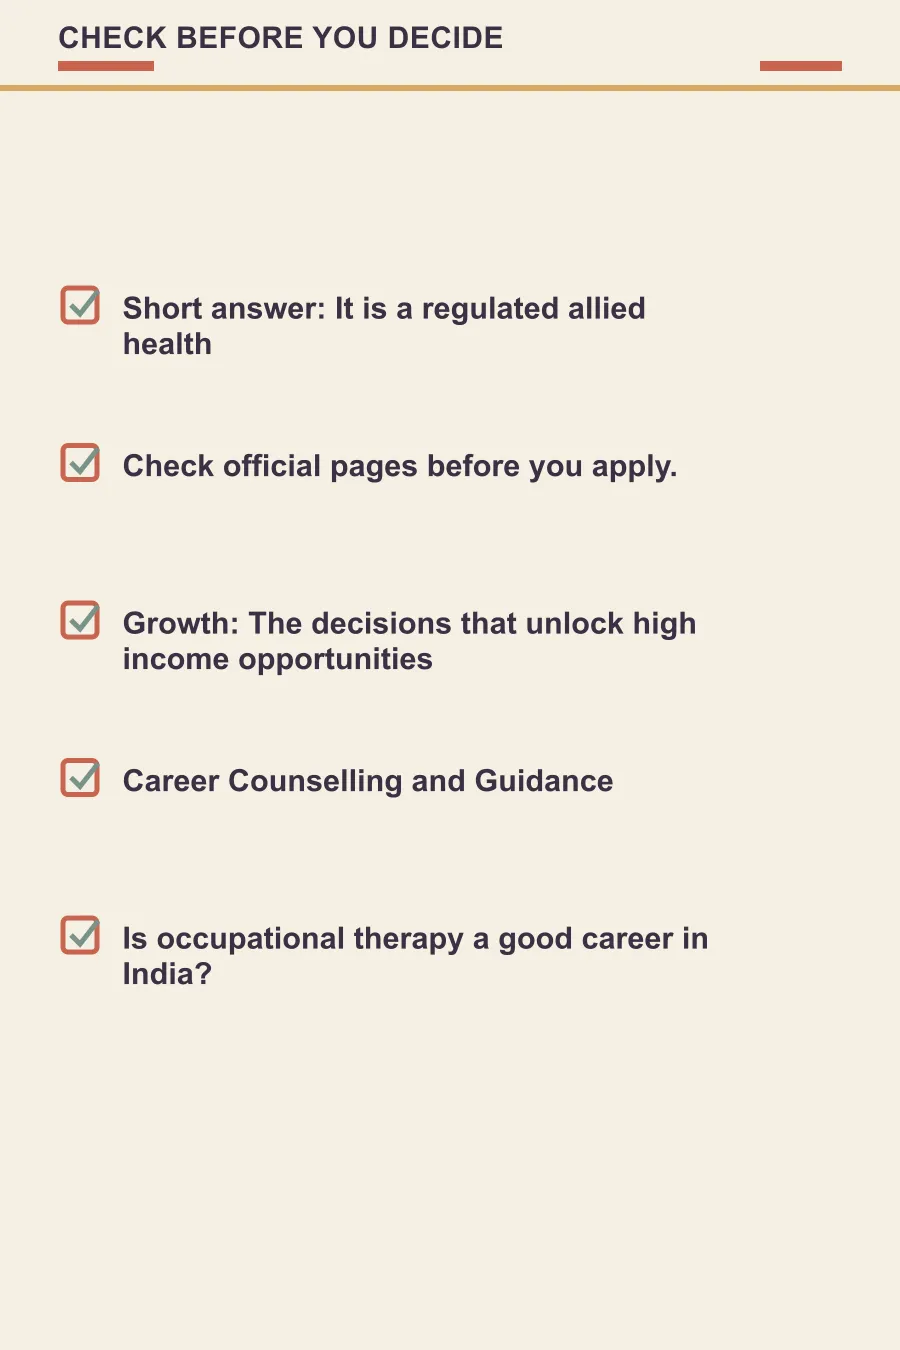 CHECK BEFORE YOU DECIDE
Short answer: It is a regulated allied
health
Check official pages before you apply.
Growth: The decisions that unlock high
income opportunities
Career Counselling and Guidance
Is occupational therapy a good career in
India?